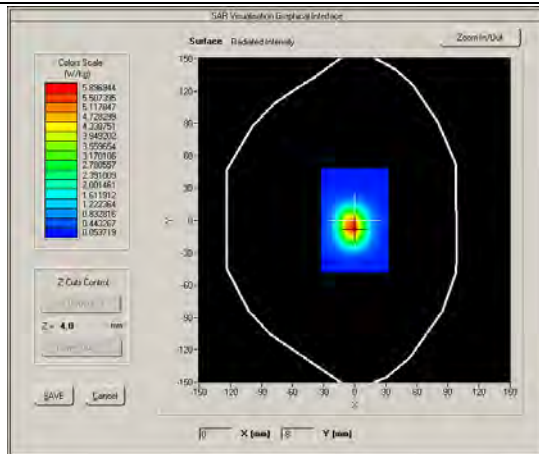 SAR Visualisation Graphical Interface
Surface Radiated Intensity
Zoom In/Out
Colors Scale
(W/kg)
5.896944
5.507395
5.117847
4.728299
4.338751
3.949202
3.559654
3.170106
2.780557
2.391009
2.001461
1.611912
1.222364
0.832816
0.443267
0.053719
150
120
90
60
30
0
-30
-60
-90
-120
-150
Y
-150 -120 -90 -60 -30 0 30 60 90 120 150
X
Z Cuts Control
Z = 4.0 mm
SAVE Cancel
0 X (mm) -8 Y (mm)